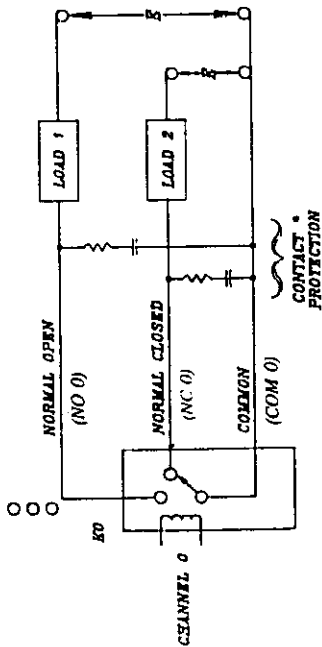 K0
CHANNEL 0
NORMAL OPEN
(NO 0)
LOAD 1
NORMAL CLOSED
(NC 0)
LOAD 2
COMMON
(COM 0)
CONTACT *
PROTECTION